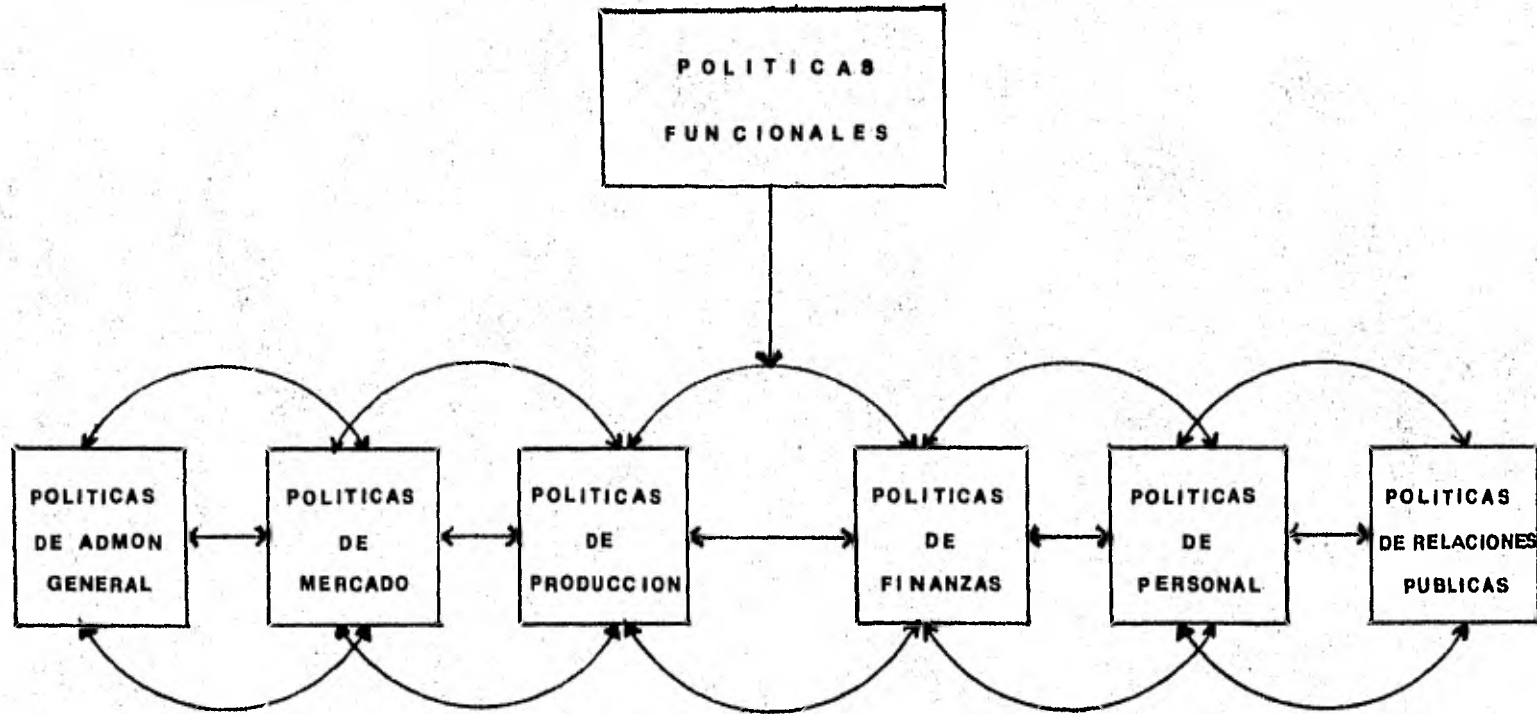 POLITICAS
FUNCIONALES
POLITICAS
DE ADMON
GENERAL
POLITICAS
DE
MERCADO
POLITICAS
DE
PRODUCCION
POLITICAS
DE
FINANZAS
POLITICAS
DE
PERSONAL
POLITICAS
DE RELACIONES
PUBLICAS